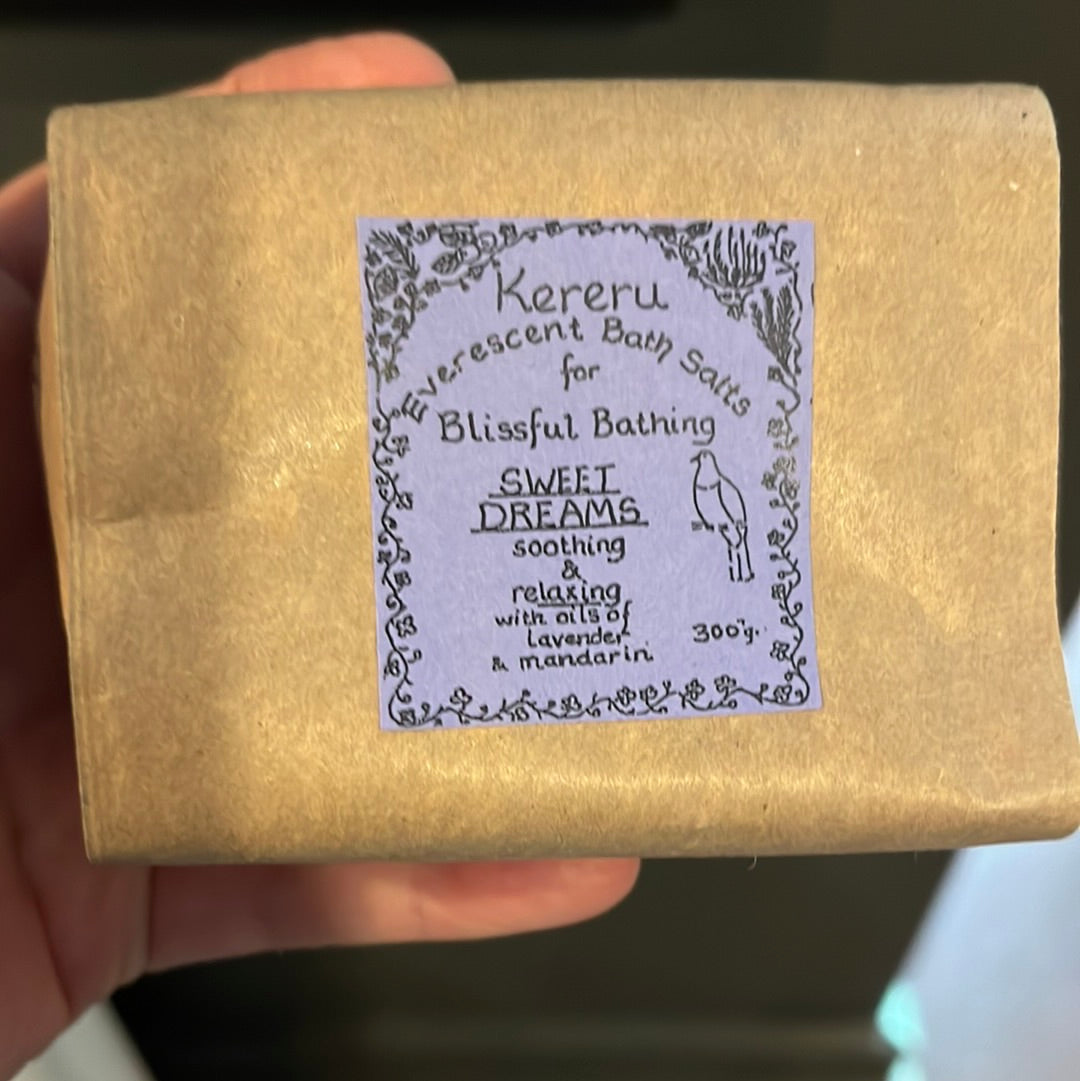 Kereru
Everescent Bath Salts
for
Blissful Bathing
SWEET
DREAMS
soothing
&
relaxing
with oils of
lavender
& mandarin
300g.